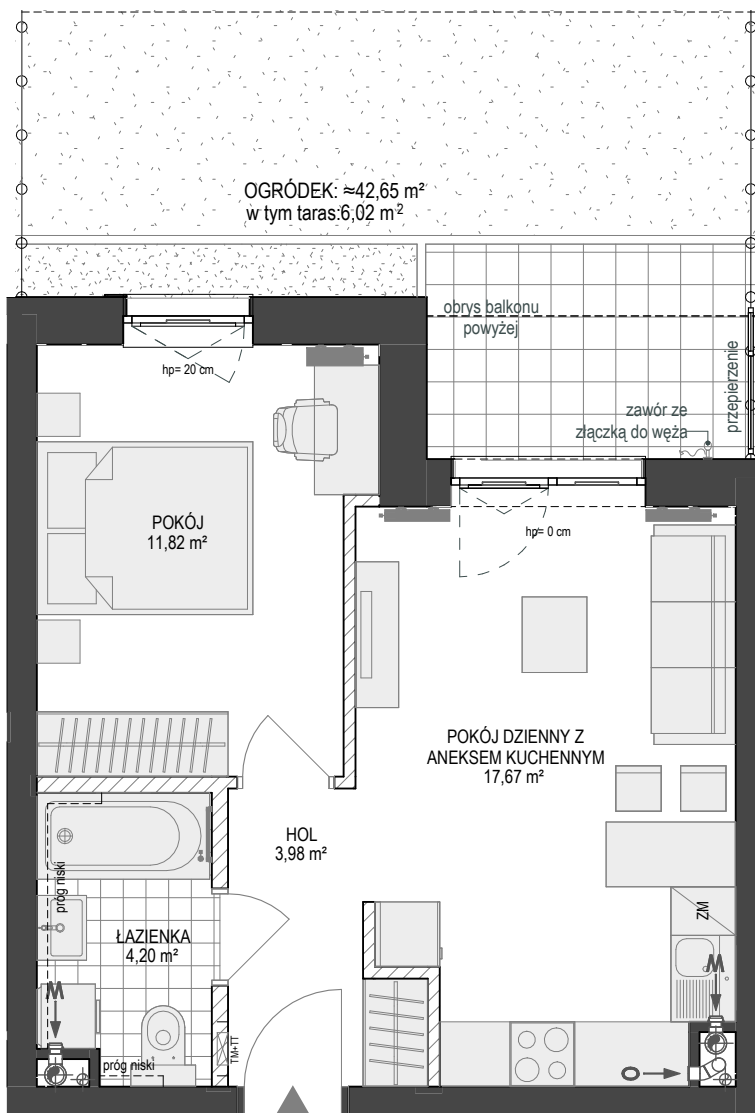 OGRÓDEK: ≈42,65 m²
w tym taras:6,02 m²
obrys balkonu
powyżej
przepierzenie
zawór ze
złączką do węża
hp= 20 cm
hp= 0 cm
POKÓJ
11,82 m²
POKÓJ DZIENNY Z
ANEKSEM KUCHENNYM
17,67 m²
HOL
3,98 m²
próg niski
ŁAZIENKA
4,20 m²
ZM
M
M
TM+TT
próg niski
O